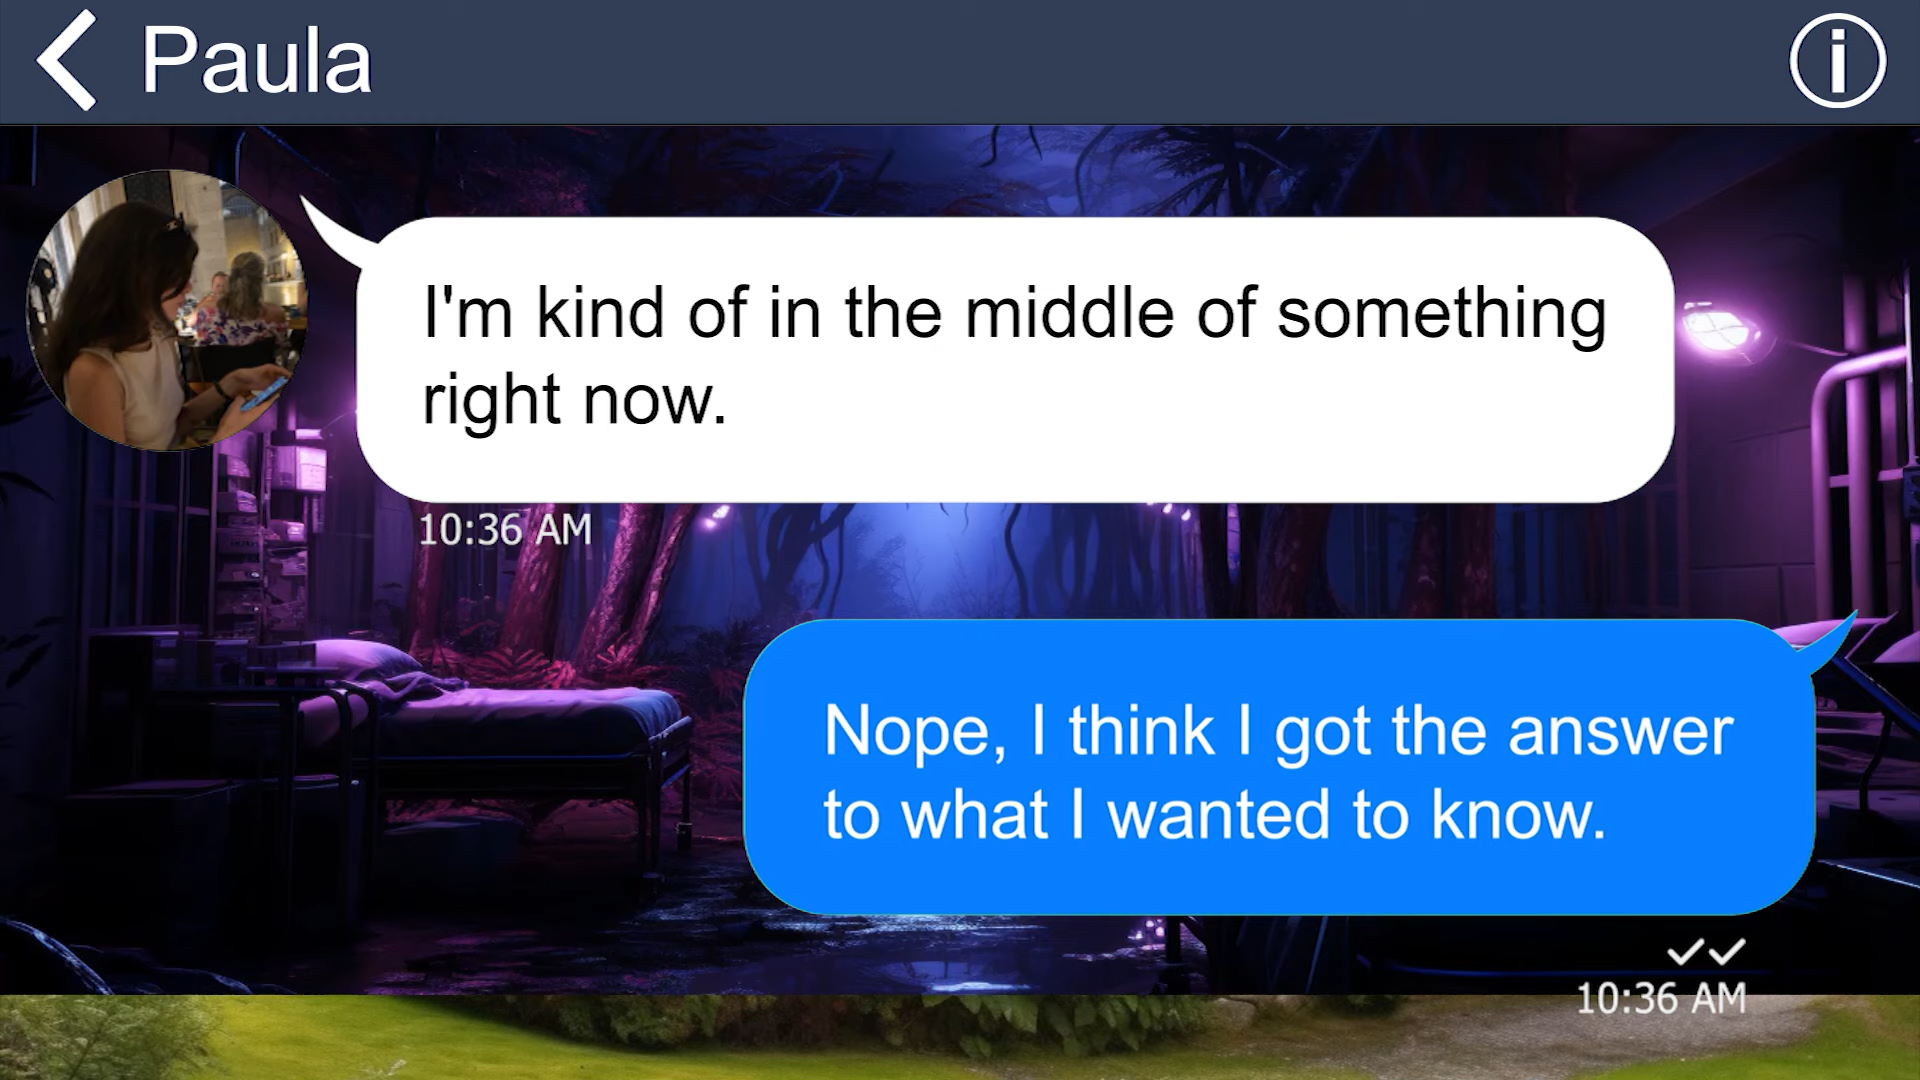 Paula
I'm kind of in the middle of something
right now.
10:36 AM
Nope, I think I got the answer
to what I wanted to know.
10:36 AM